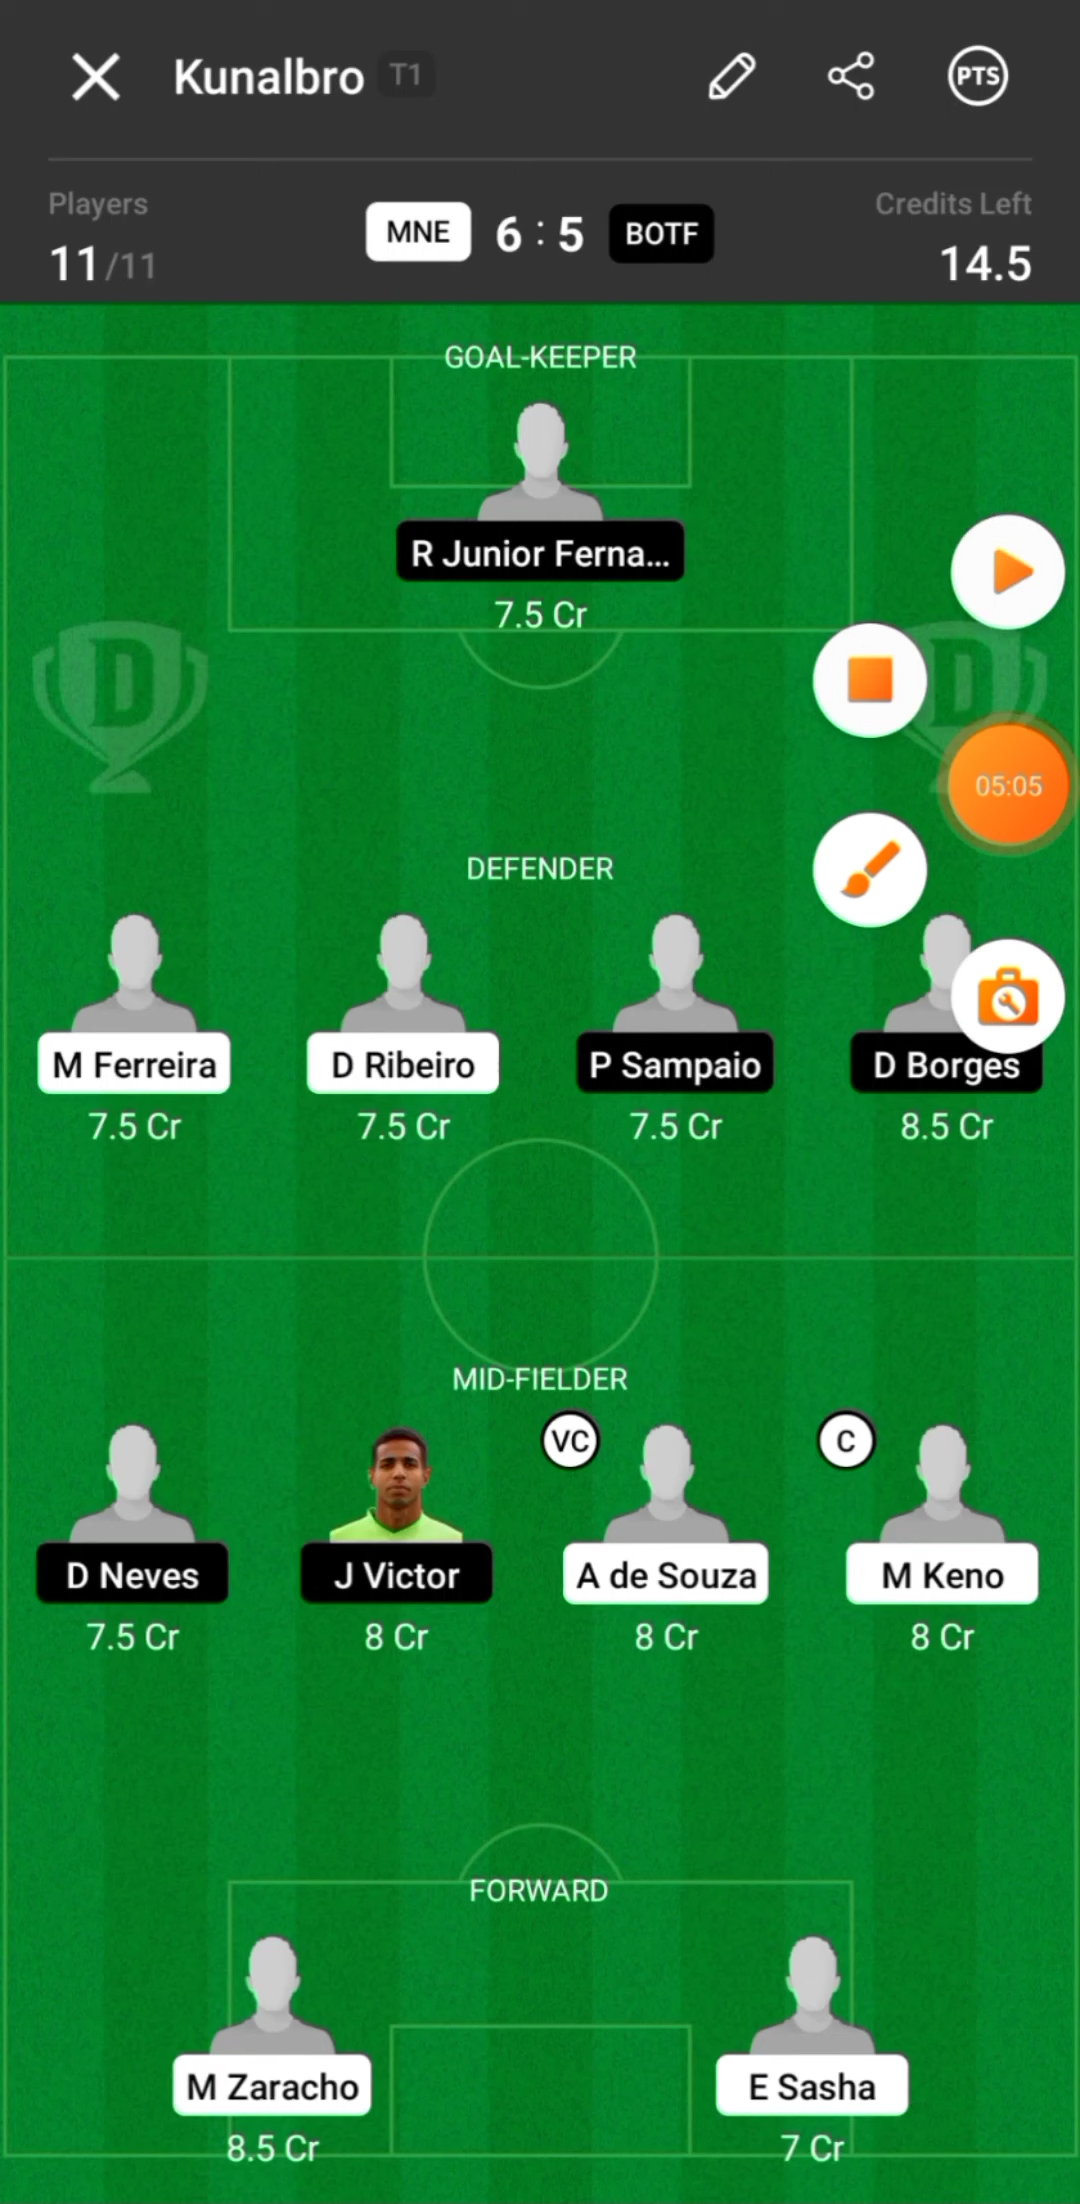 Kunalbro T1
PTS
Players
Credits Left
MNE 6 : 5 BOTF
11/11
14.5
GOAL-KEEPER
R Junior Ferna...
7.5 Cr
D
D
05:05
DEFENDER
M Ferreira
D Ribeiro
P Sampaio
D Borges
7.5 Cr
7.5 Cr
7.5 Cr
8.5 Cr
MID-FIELDER
VC
C
D Neves
J Victor
A de Souza
M Keno
7.5 Cr
8 Cr
8 Cr
8 Cr
FORWARD
M Zaracho
E Sasha
8.5 Cr
7 Cr